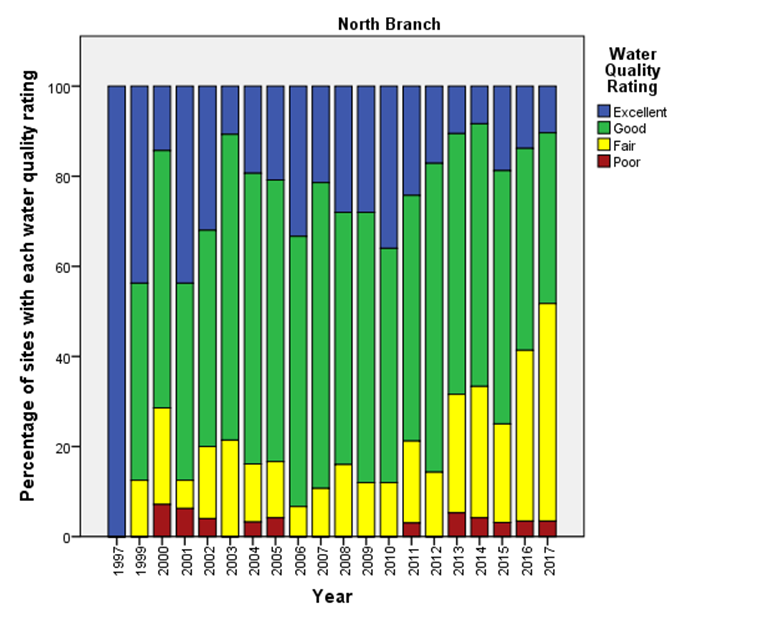 North Branch
Water
Quality
Rating
Excellent
Good
Fair
Poor
Percentage of sites with each water quality rating
100
80
60
40
20
0
1997 1999 2000 2001 2002 2003 2004 2005 2006 2007 2008 2009 2010 2011 2012 2013 2014 2015 2016 2017
Year